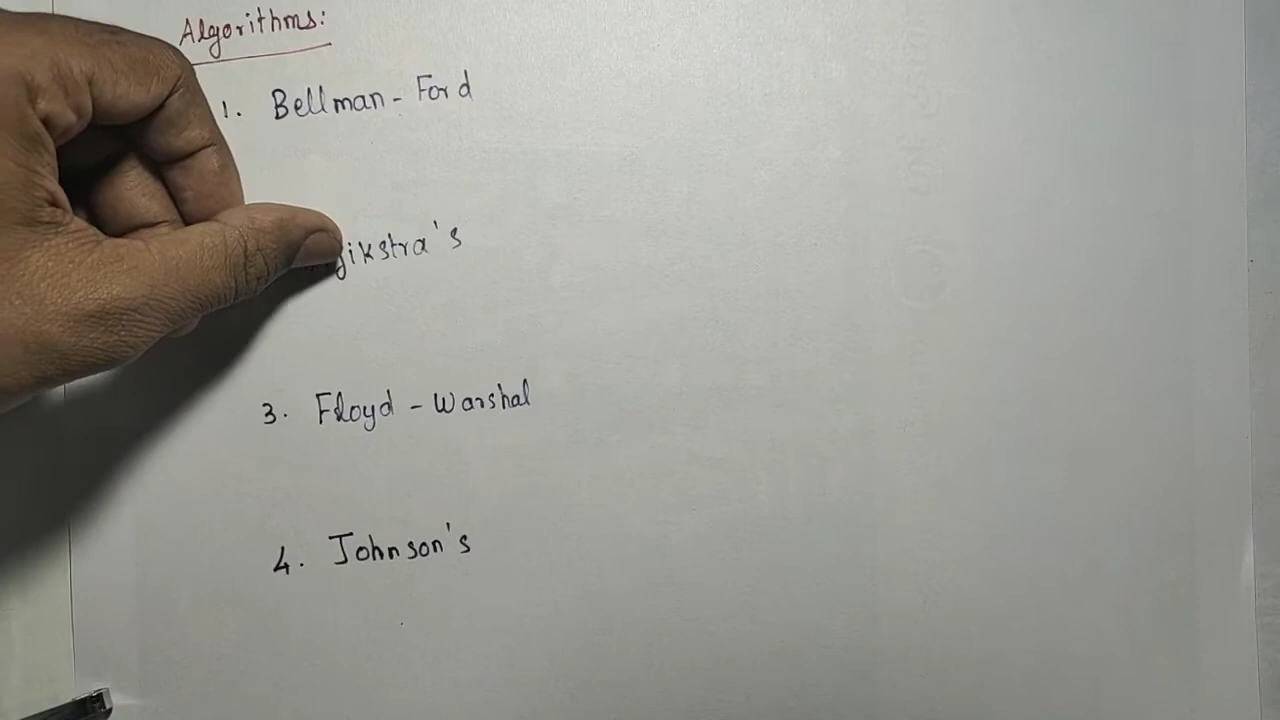 Algorithms:
1. Bellman - Ford
jikstra's
3. Floyd - Warshal
4. Johnson's